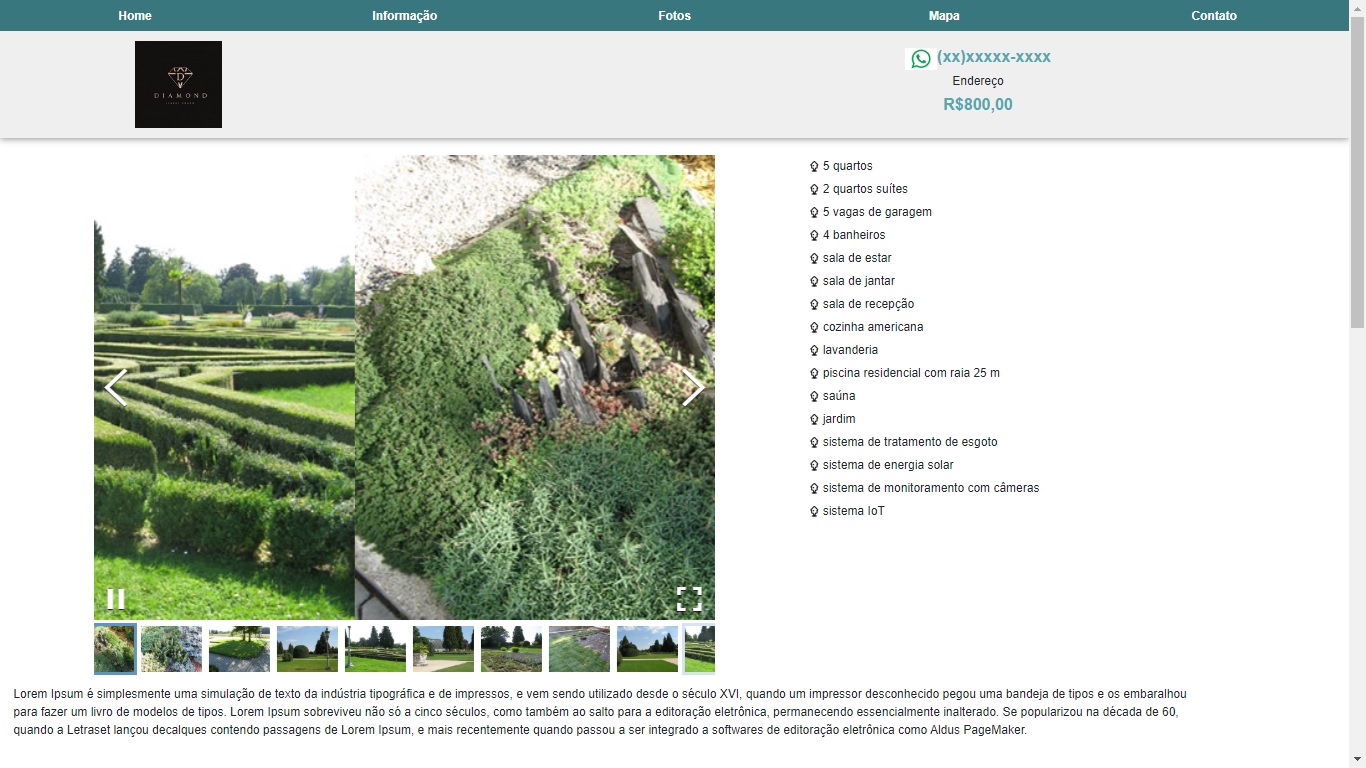 Home Informação Fotos Mapa Contato
D
DIAMOND
(xx)xxxxx-xxxx
Endereço
R$800,00
5 quartos
2 quartos suítes
5 vagas de garagem
4 banheiros
sala de estar
sala de jantar
sala de recepção
cozinha americana
lavanderia
piscina residencial com raia 25 m
saúna
jardim
sistema de tratamento de esgoto
sistema de energia solar
sistema de monitoramento com câmeras
sistema IoT
Lorem Ipsum é simplesmente uma simulação de texto da indústria tipográfica e de impressos, e vem sendo utilizado desde o século XVI, quando um impressor desconhecido pegou uma bandeja de tipos e os embaralhou
para fazer um livro de modelos de tipos. Lorem Ipsum sobreviveu não só a cinco séculos, como também ao salto para a editoração eletrônica, permanecendo essencialmente inalterado. Se popularizou na década de 60,
quando a Letraset lançou decalques contendo passagens de Lorem Ipsum, e mais recentemente quando passou a ser integrado a softwares de editoração eletrônica como Aldus PageMaker.